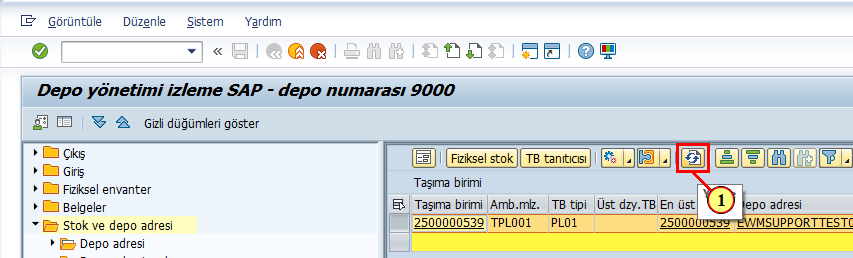 Görüntüle Düzenle Sistem Yardım
Depo yönetimi izleme SAP - depo numarası 9000
Gizli düğümleri göster
Çıkış
Giriş
Fiziksel envanter
Belgeler
Stok ve depo adresi
Depo adresi
Fiziksel stok TB tanıtıcısı
Taşıma birimi
1
Taşıma birimi Amb.mlz. TB tipi Üst dzy.TB En üst Depo adresi
2500000539 TPL001 PL01 2500000539 EWMSUPPORTTESTO